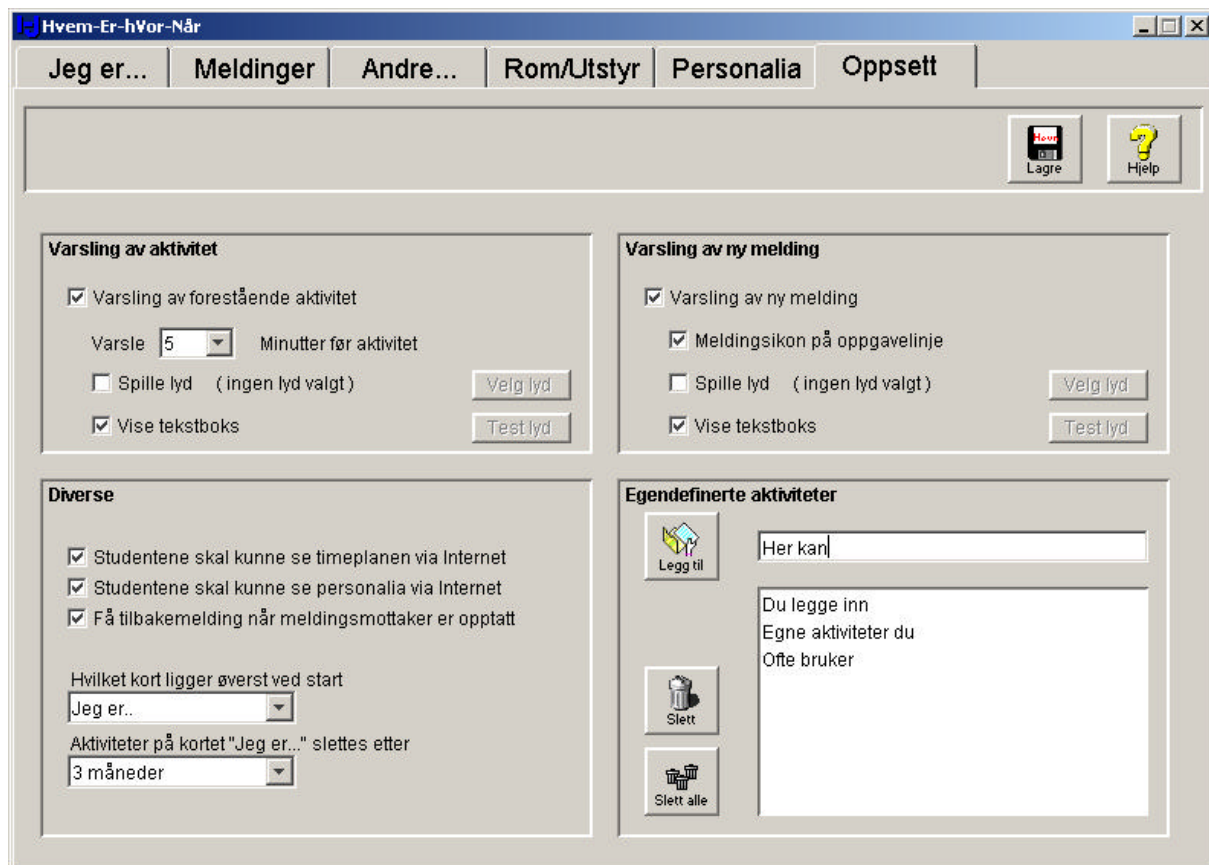 Hvem-Er-hVor-Når
Jeg er... Meldinger Andre... Rom/Utstyr Personalia Oppsett
Hovn
Lagre Hjelp
Varsling av aktivitet
Varsling av forestående aktivitet
Varsle 5 Minutter før aktivitet
Spille lyd ( ingen lyd valgt ) Velg lyd
Vise tekstboks Test lyd
Varsling av ny melding
Varsling av ny melding
Meldingsikon på oppgavelinje
Spille lyd ( ingen lyd valgt ) Velg lyd
Vise tekstboks Test lyd
Diverse
Studentene skal kunne se timeplanen via Internet
Studentene skal kunne se personalia via Internet
Få tilbakemelding når meldingsmottaker er opptatt
Hvilket kort ligger øverst ved start
Jeg er..
Aktiviteter på kortet "Jeg er..." slettes etter
3 måneder
Egendefinerte aktiviteter
Legg til
Her kan
Du legge inn
Egne aktiviteter du
Ofte bruker
Slett
Slett alle